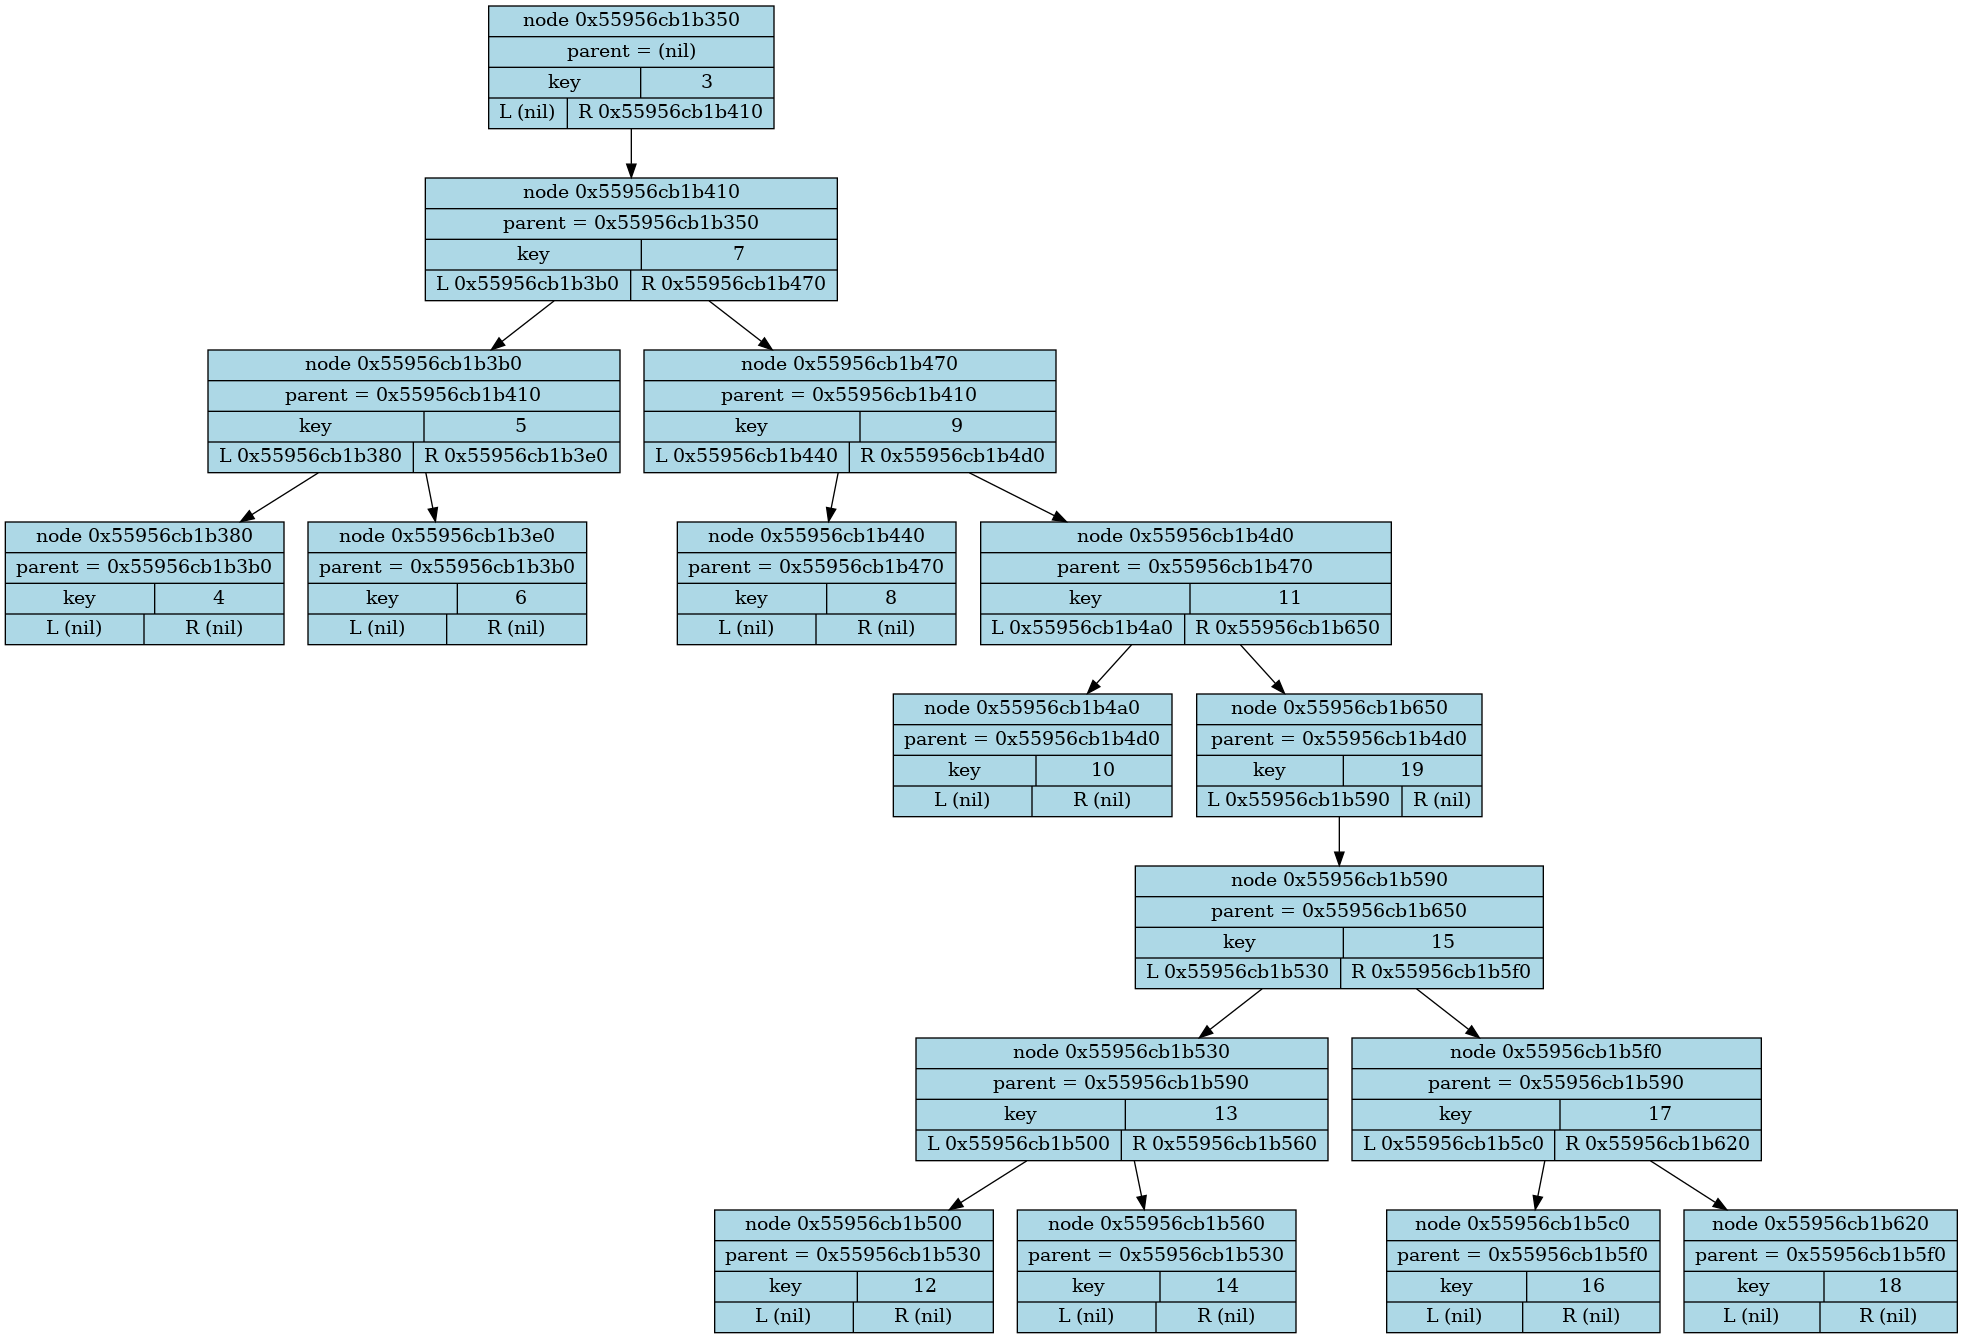 node 0x55956cb1b350
parent = (nil)
key 3
L (nil) R 0x55956cb1b410
node 0x55956cb1b410
parent = 0x55956cb1b350
key 7
L 0x55956cb1b3b0 R 0x55956cb1b470
node 0x55956cb1b3b0
parent = 0x55956cb1b410
key 5
L 0x55956cb1b380 R 0x55956cb1b3e0
node 0x55956cb1b470
parent = 0x55956cb1b410
key 9
L 0x55956cb1b440 R 0x55956cb1b4d0
node 0x55956cb1b380
parent = 0x55956cb1b3b0
key 4
L (nil) R (nil)
node 0x55956cb1b3e0
parent = 0x55956cb1b3b0
key 6
L (nil) R (nil)
node 0x55956cb1b440
parent = 0x55956cb1b470
key 8
L (nil) R (nil)
node 0x55956cb1b4d0
parent = 0x55956cb1b470
key 11
L 0x55956cb1b4a0 R 0x55956cb1b650
node 0x55956cb1b4a0
parent = 0x55956cb1b4d0
key 10
L (nil) R (nil)
node 0x55956cb1b650
parent = 0x55956cb1b4d0
key 19
L 0x55956cb1b590 R (nil)
node 0x55956cb1b590
parent = 0x55956cb1b650
key 15
L 0x55956cb1b530 R 0x55956cb1b5f0
node 0x55956cb1b530
parent = 0x55956cb1b590
key 13
L 0x55956cb1b500 R 0x55956cb1b560
node 0x55956cb1b5f0
parent = 0x55956cb1b590
key 17
L 0x55956cb1b5c0 R 0x55956cb1b620
node 0x55956cb1b500
parent = 0x55956cb1b530
key 12
L (nil) R (nil)
node 0x55956cb1b560
parent = 0x55956cb1b530
key 14
L (nil) R (nil)
node 0x55956cb1b5c0
parent = 0x55956cb1b5f0
key 16
L (nil) R (nil)
node 0x55956cb1b620
parent = 0x55956cb1b5f0
key 18
L (nil) R (nil)